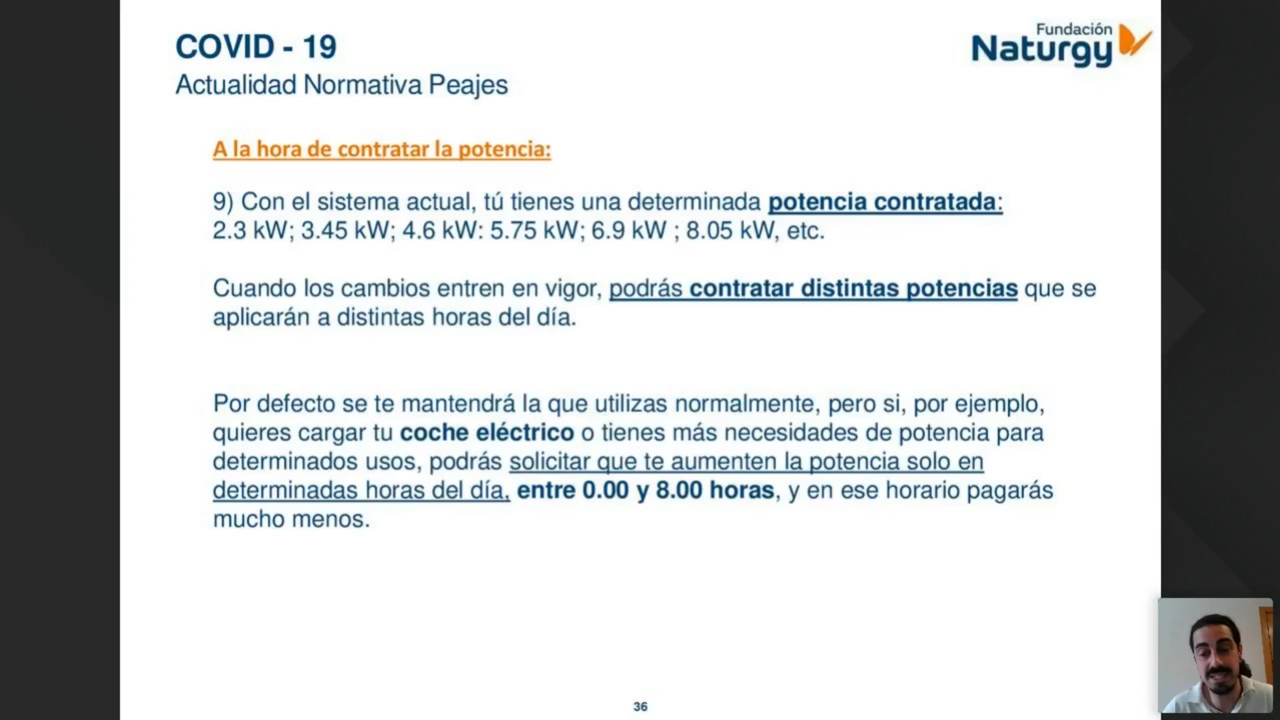 COVID - 19
Actualidad Normativa Peajes
Fundación
Naturgy
A la hora de contratar la potencia:
9) Con el sistema actual, tú tienes una determinada potencia contratada:
2.3 kW; 3.45 kW; 4.6 kW: 5.75 kW; 6.9 kW ; 8.05 kW, etc.
Cuando los cambios entren en vigor, podrás contratar distintas potencias que se
aplicarán a distintas horas del día.
Por defecto se te mantendrá la que utilizas normalmente, pero si, por ejemplo,
quieres cargar tu coche eléctrico o tienes más necesidades de potencia para
determinados usos, podrás solicitar que te aumenten la potencia solo en
determinadas horas del día, entre 0.00 y 8.00 horas, y en ese horario pagarás
mucho menos.
36